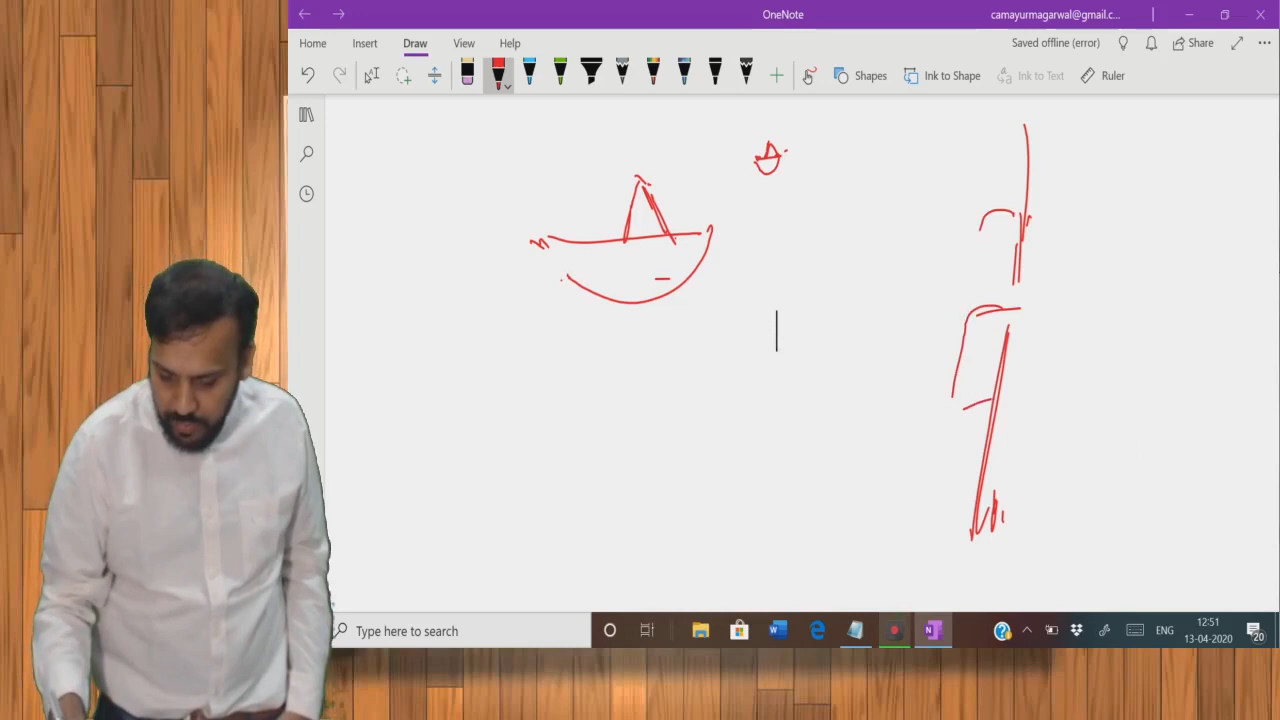 OneNote
camayurmagarwal@gmail.c...
Home Insert Draw View Help
Saved offline (error)
Share
Shapes
Ink to Shape
Ink to Text
Ruler
Type here to search
ENG
12:51
13-04-2020
20